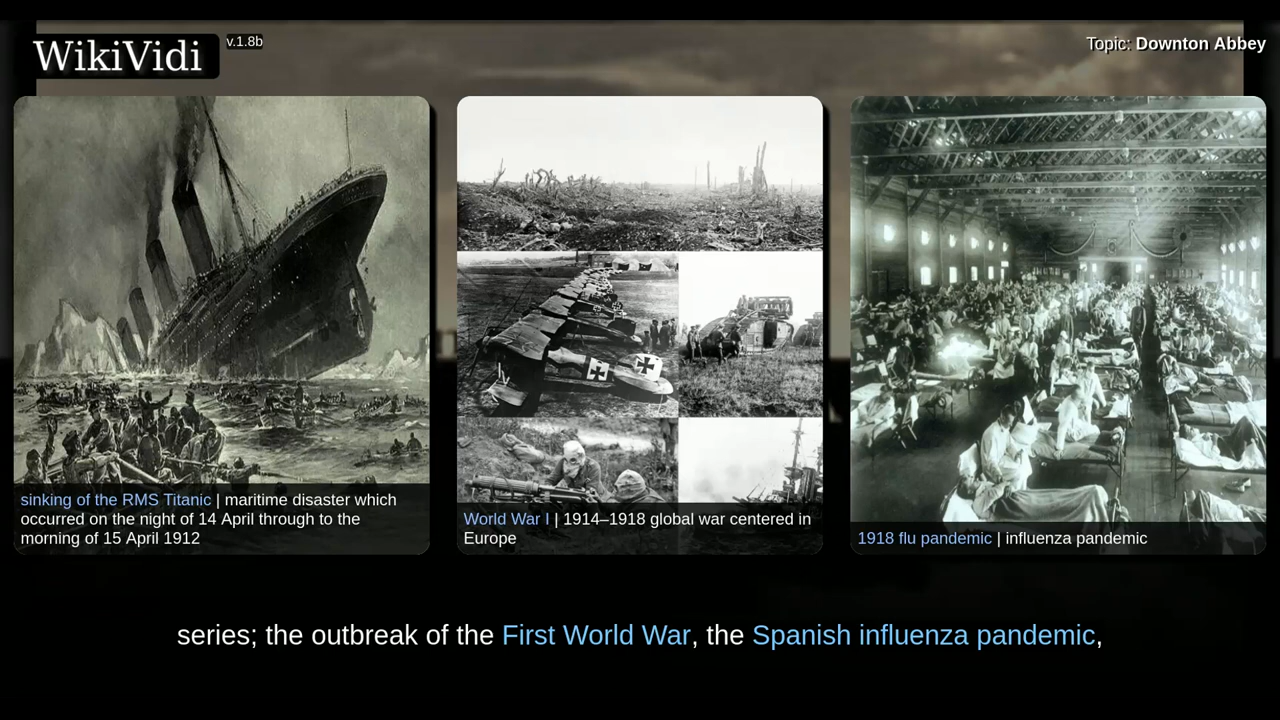 WikiVidi v.1.8b
Topic: Downton Abbey
sinking of the RMS Titanic | maritime disaster which
occurred on the night of 14 April through to the
morning of 15 April 1912
World War I | 1914–1918 global war centered in
Europe
1918 flu pandemic | influenza pandemic
series; the outbreak of the First World War, the Spanish influenza pandemic,